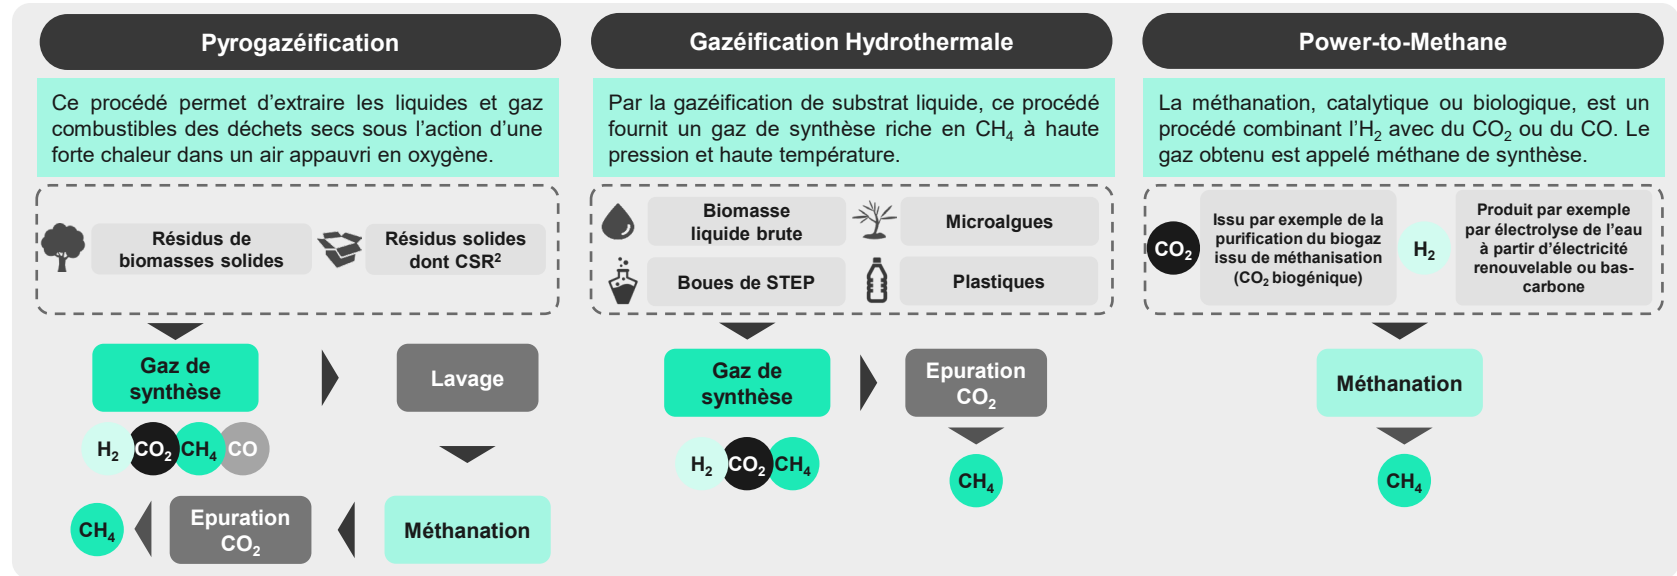 Pyrogazéification
Ce procédé permet d'extraire les liquides et gaz
combustibles des déchets secs sous l'action d'une
forte chaleur dans un air appauvri en oxygène.
Résidus de
biomasses solides
Résidus solides
dont CSR²
Gaz de
synthèse
Lavage
H₂ CO₂ CH₄ CO
CH₄
Epuration
CO₂
Méthanation
Gazéification Hydrothermale
Par la gazéification de substrat liquide, ce procédé
fournit un gaz de synthèse riche en CH₄ à haute
pression et haute température.
Biomasse
liquide brute
Microalgues
Boues de STEP
Plastiques
Gaz de
synthèse
Epuration
CO₂
H₂ CO₂ CH₄
CH₄
Power-to-Methane
La méthanation, catalytique ou biologique, est un
procédé combinant l'H₂ avec du CO₂ ou du CO. Le
gaz obtenu est appelé méthane de synthèse.
CO₂
Issu par exemple de la
purification du biogaz
issu de méthanisation
(CO₂ biogénique)
H₂
Produit par exemple
par électrolyse de l'eau
à partir d'électricité
renouvelable ou bas-
carbone
Méthanation
CH₄